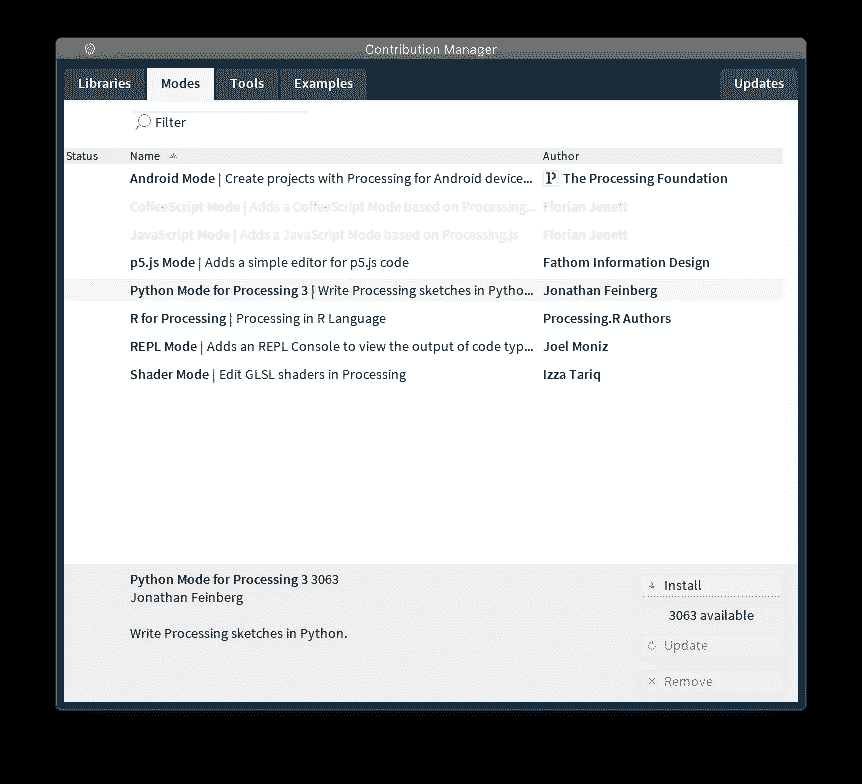 Contribution Manager
Libraries Modes Tools Examples Updates
Filter
Status Name Author
Android Mode | Create projects with Processing for Android device... The Processing Foundation
CoffeeScript Mode | Adds a CoffeeScript Mode based on Processing... Florian Jenett
JavaScript Mode | Adds a JavaScript Mode based on Processing.js Florian Jenett
p5.js Mode | Adds a simple editor for p5.js code Fathom Information Design
Python Mode for Processing 3 | Write Processing sketches in Pytho... Jonathan Feinberg
R for Processing | Processing in R Language Processing.R Authors
REPL Mode | Adds an REPL Console to view the output of code typ... Joel Moniz
Shader Mode | Edit GLSL shaders in Processing Izza Tariq
Python Mode for Processing 3 3063
Jonathan Feinberg
Write Processing sketches in Python.
Install
3063 available
Update
Remove